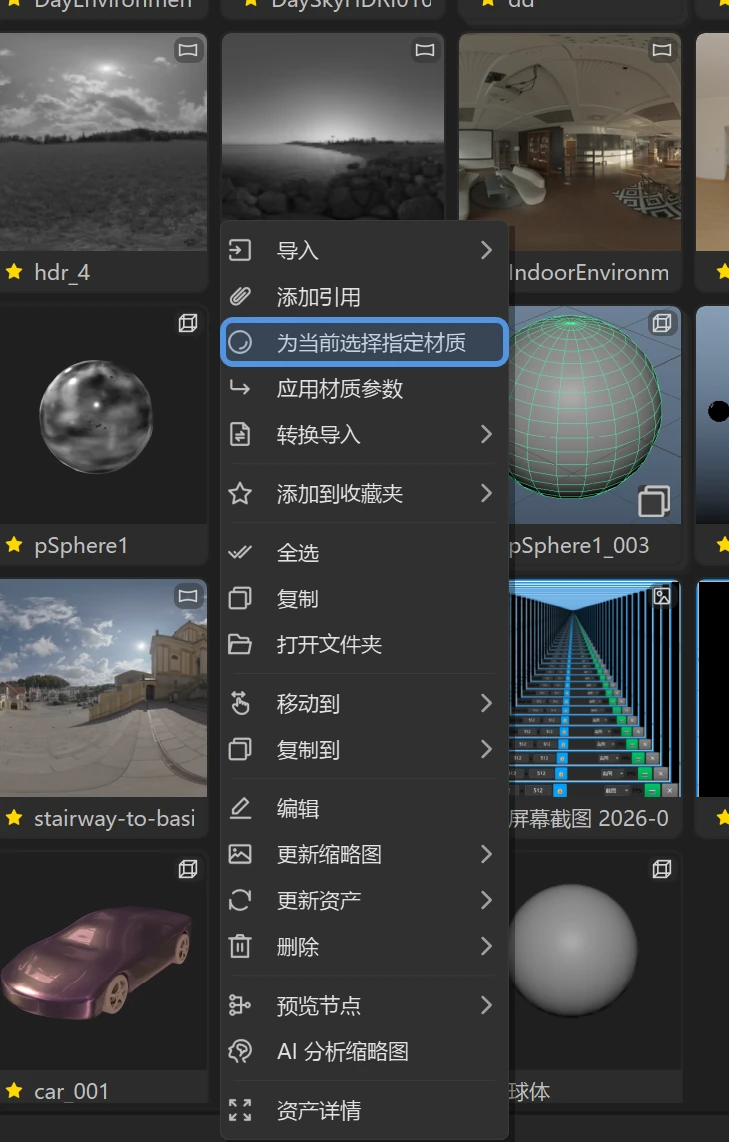 DayEnvironmen
DaySkyHDRI010
dd
hdr_4
IndoorEnvironm
导入
添加引用
为当前选择指定材质
应用材质参数
转换导入
添加到收藏夹
全选
复制
打开文件夹
移动到
复制到
编辑
更新缩略图
更新资产
删除
预览节点
AI 分析缩略图
资产详情
pSphere1
pSphere1_003
stairway-to-basi
屏幕截图 2026-0
car_001
球体